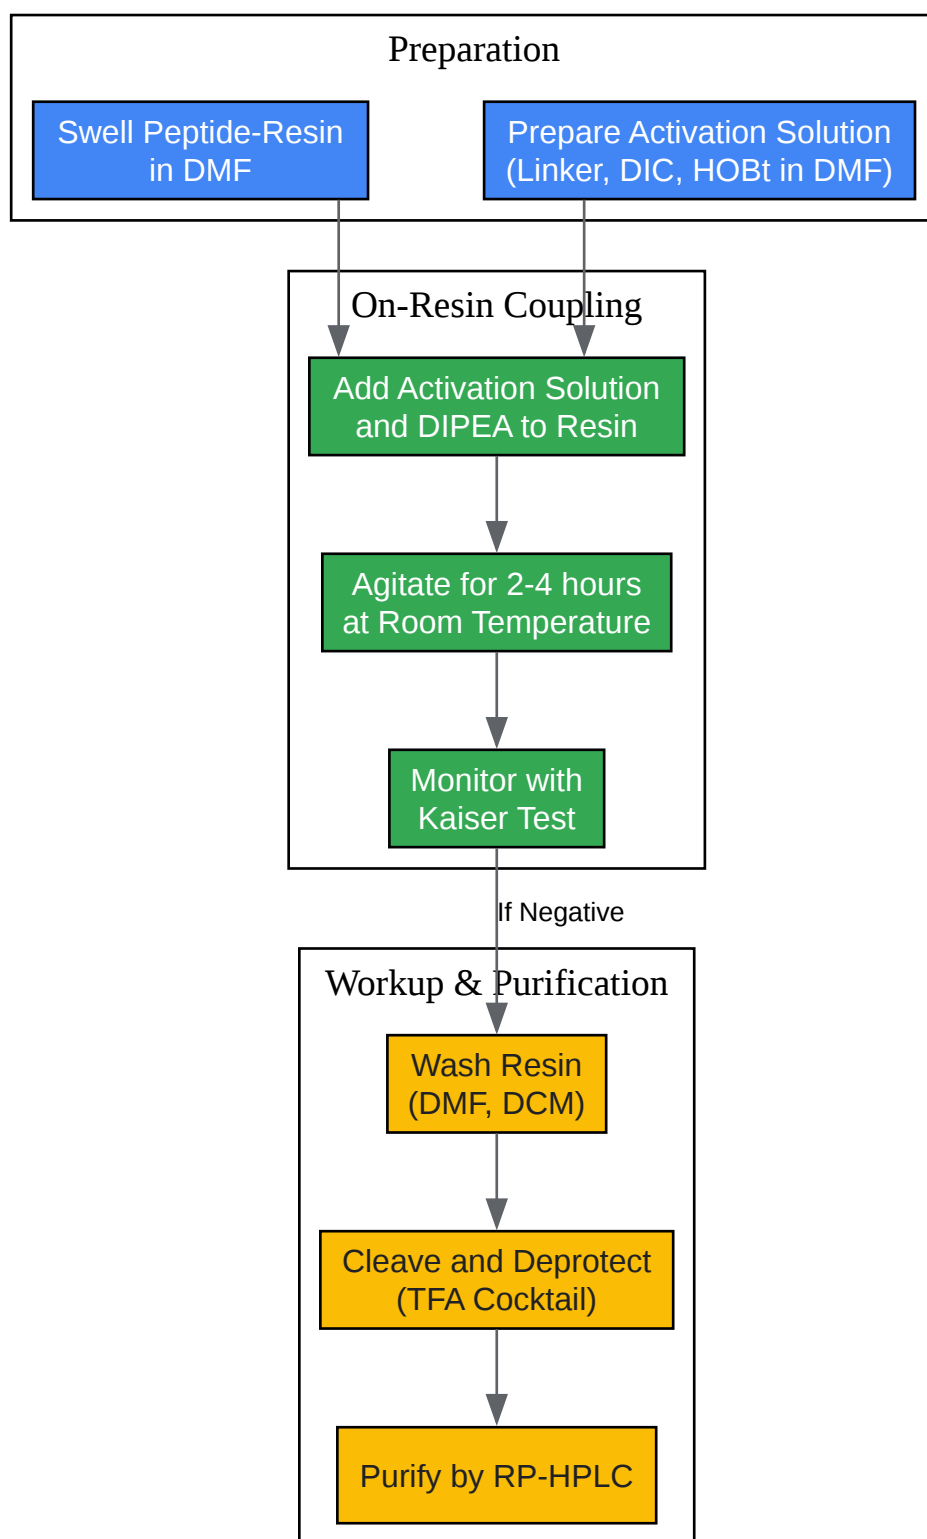 Preparation
Swell Peptide-Resin
in DMF
Prepare Activation Solution
(Linker, DIC, HOBt in DMF)
On-Resin Coupling
Add Activation Solution
and DIPEA to Resin
Agitate for 2-4 hours
at Room Temperature
Monitor with
Kaiser Test
If Negative
Workup & Purification
Wash Resin
(DMF, DCM)
Cleave and Deprotect
(TFA Cocktail)
Purify by RP-HPLC